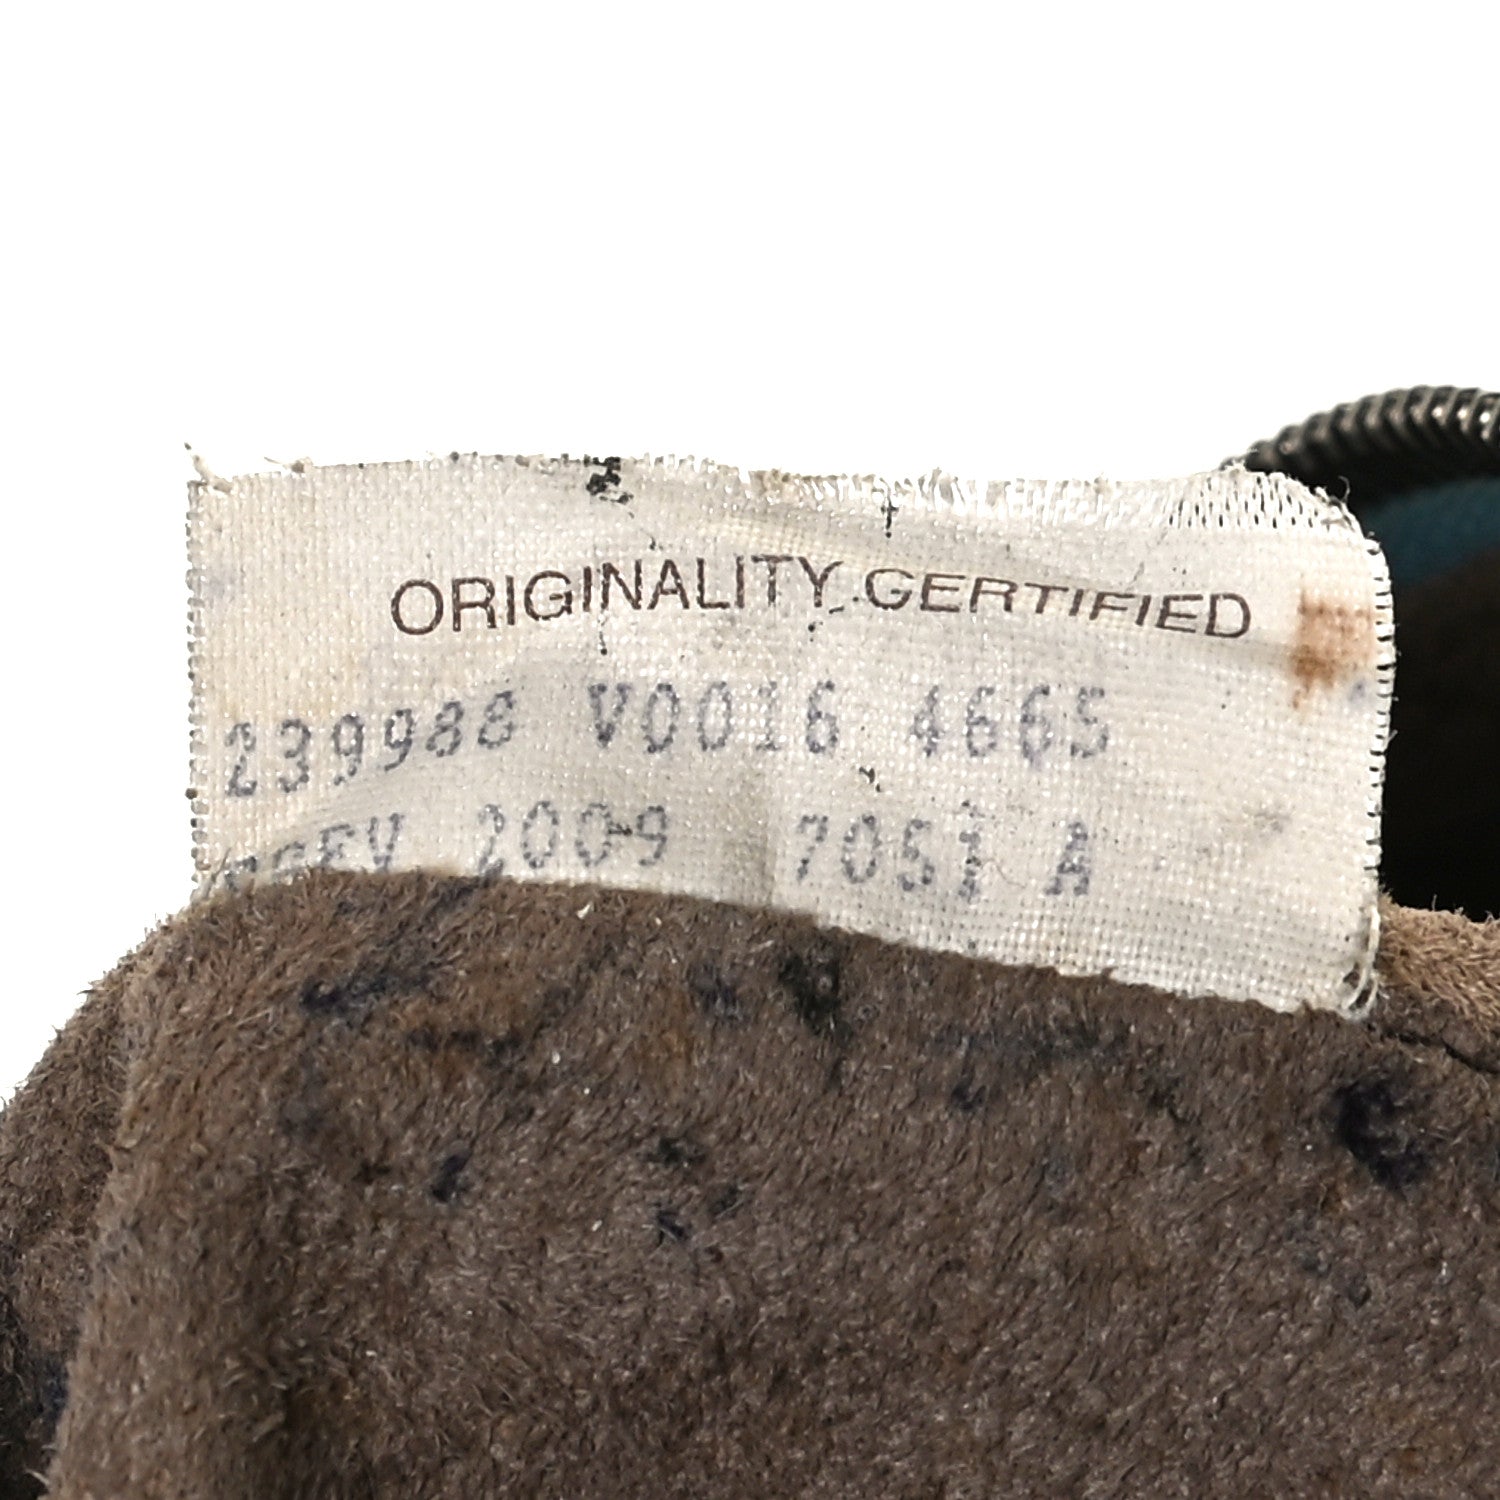 ORIGINALITY CERTIFIED
239988 V0016 4665
2009 7051 A